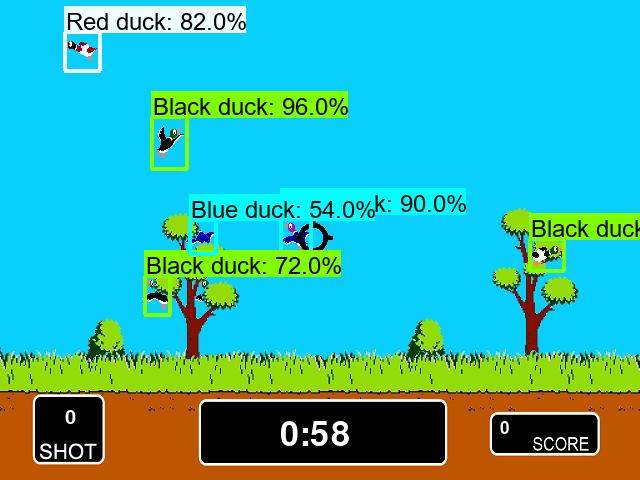 Red duck: 82.0%
Black duck: 96.0%
Blue duck: 54.0%
k: 90.0%
Black duck
Black duck: 72.0%
0
SHOT
0:58
0
SCORE